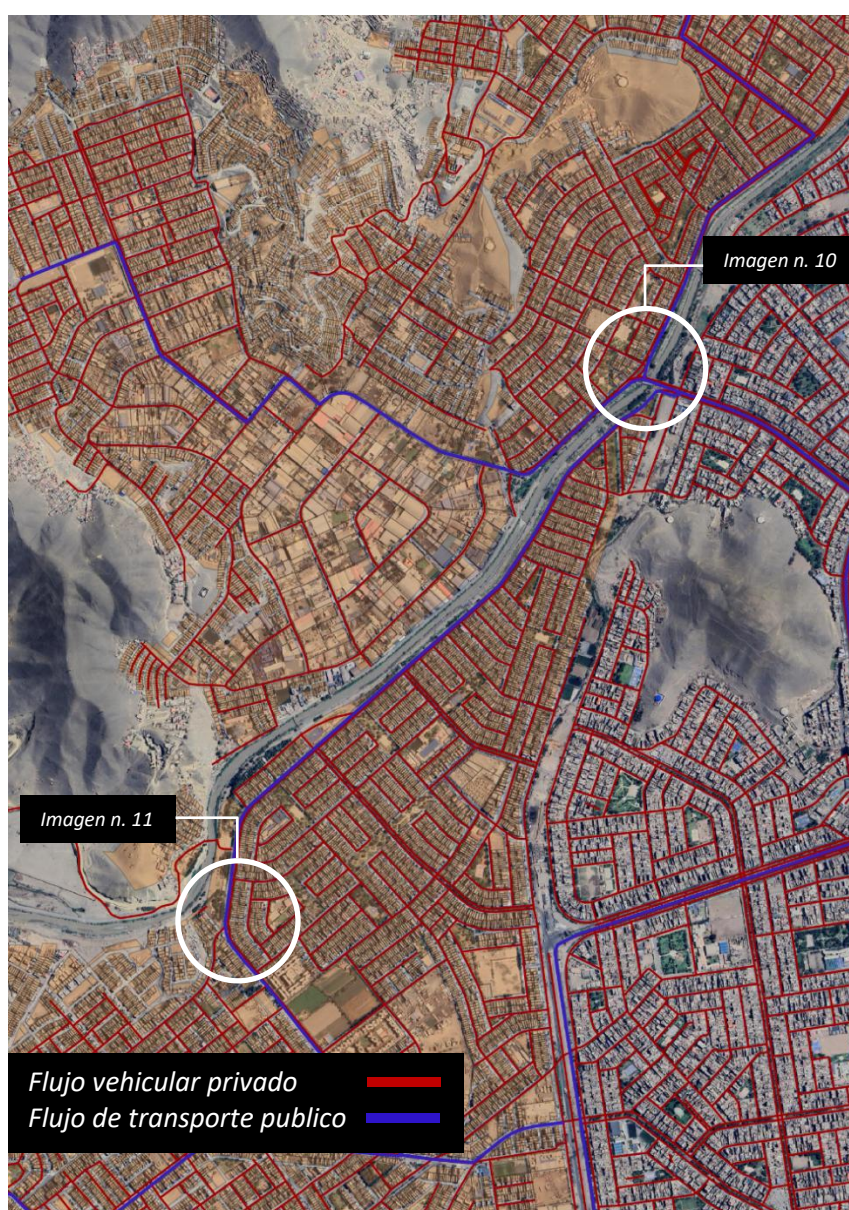 Imagen n. 10
Imagen n. 11
Flujo vehicular privado
Flujo de transporte publico